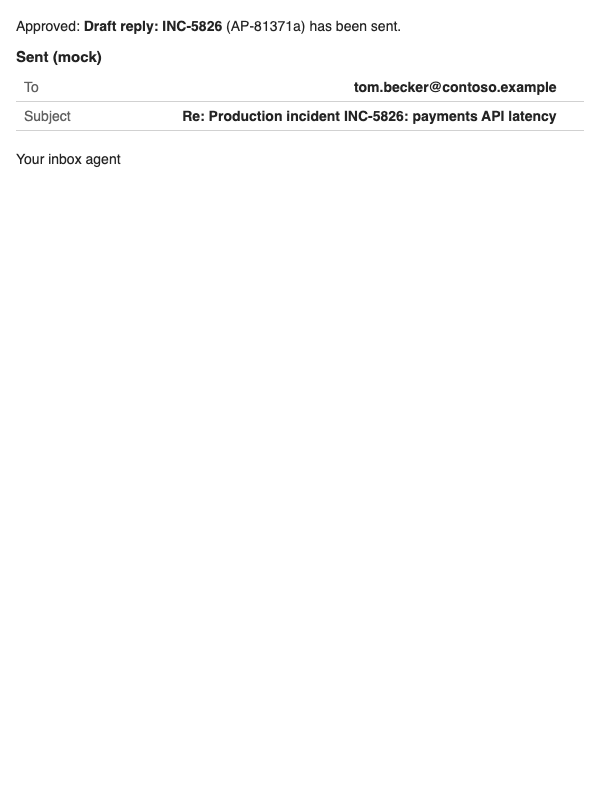 Approved: Draft reply: INC-5826 (AP-81371a) has been sent.
Sent (mock)
To tom.becker@contoso.example
Subject Re: Production incident INC-5826: payments API latency
Your inbox agent